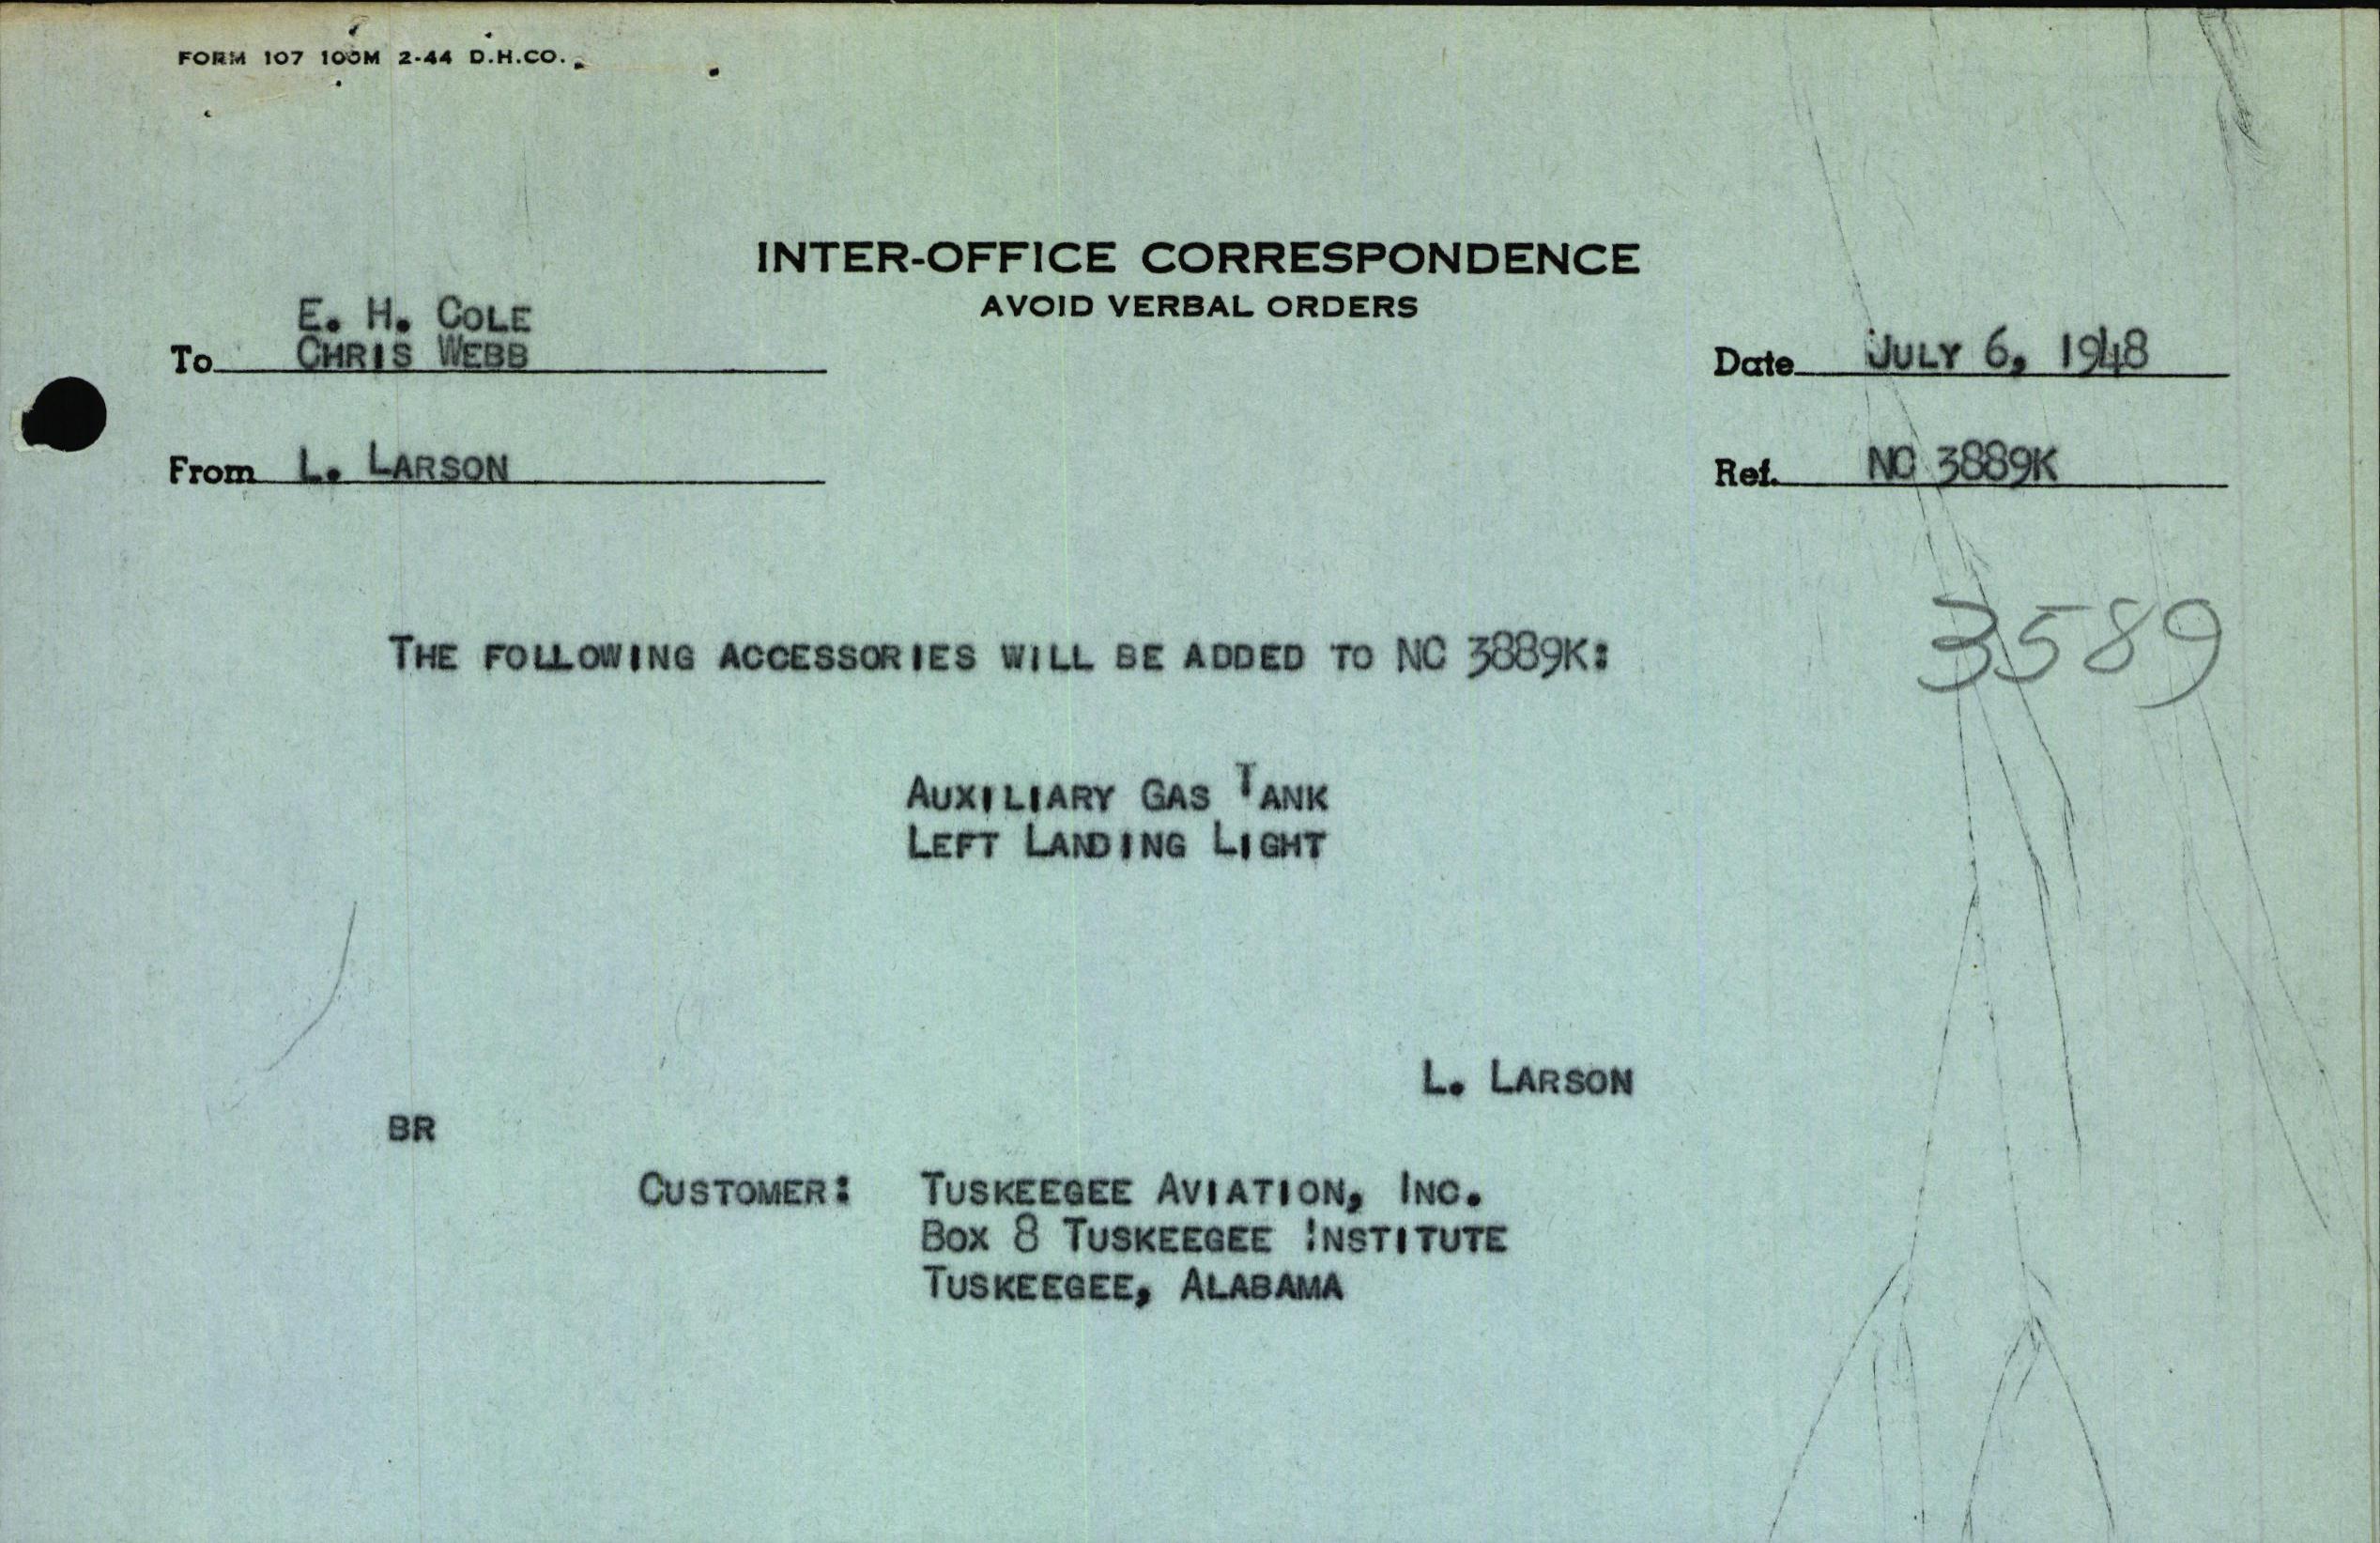 FORM 107 100M 2-44 D.H.CO.
INTER-OFFICE CORRESPONDENCE
AVOID VERBAL ORDERS
E. H. COLE
To CHRIS WEBB
Date JULY 6, 1948
From L. LARSON
Ref. NC 3889K
3589
THE FOLLOWING ACCESSORIES WILL BE ADDED TO NC 3889K:
AUXILIARY GAS TANK
LEFT LANDING LIGHT
L. LARSON
BR
CUSTOMER: TUSKEEGEE AVIATION, INC.
BOX 8 TUSKEEGEE INSTITUTE
TUSKEEGEE, ALABAMA